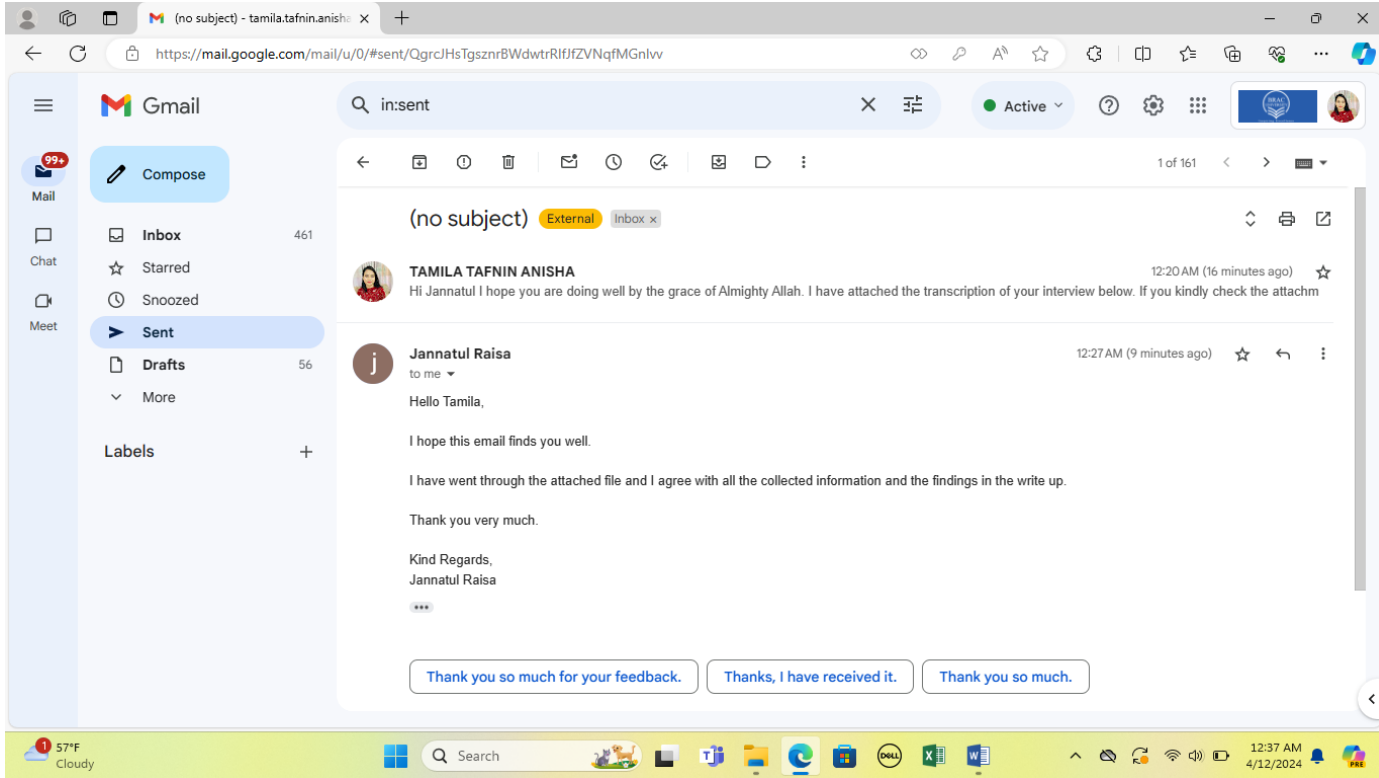 (no subject) - tamila.tafnin.anisha
https://mail.google.com/mail/u/0/#sent/QgrcJHsTgsznrBWdwtrRlfJfZVNqfMGnlvv
Gmail
in:sent
Active
BRAC
99+
Mail
Compose
1 of 161
Chat
Meet
Inbox 461
Starred
Snoozed
Sent
Drafts 56
More
Labels
(no subject) External Inbox x
TAMILA TAFNIN ANISHA 12:20 AM (16 minutes ago)
Hi Jannatul I hope you are doing well by the grace of Almighty Allah. I have attached the transcription of your interview below. If you kindly check the attachm
j
Jannatul Raisa 12:27 AM (9 minutes ago)
to me
Hello Tamila,
I hope this email finds you well.
I have went through the attached file and I agree with all the collected information and the findings in the write up.
Thank you very much.
Kind Regards,
Jannatul Raisa
Thank you so much for your feedback. Thanks, I have received it. Thank you so much.
1
57°F
Cloudy
Search
DELL
12:37 AM
4/12/2024
PRE